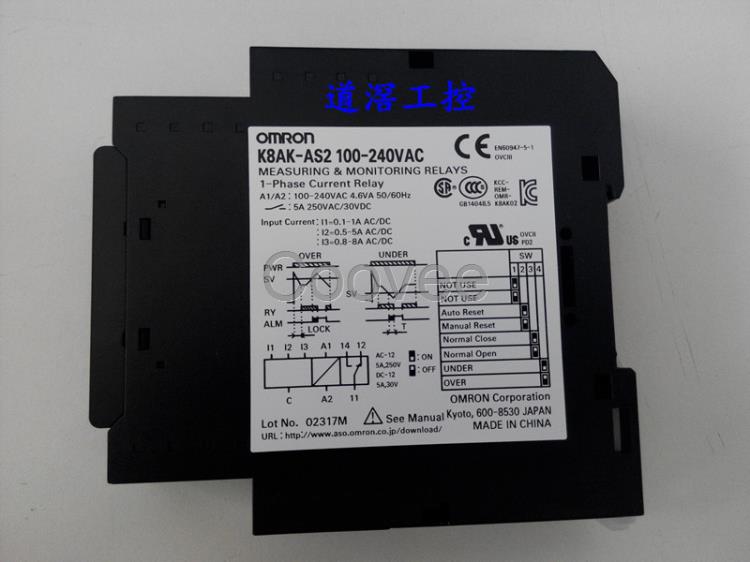 道滘工控
OMRON
K8AK-AS2 100-240VAC
MEASURING & MONITORING RELAYS
1-Phase Current Relay
A1/A2 : 100-240VAC 4.6VA 50/60Hz
: 5A 250VAC/30VDC
Input Current : I1=0.1-1A AC/DC
: I2=0.5-5A AC/DC
: I3=0.8-8A AC/DC
CE EN60947-5-1
OVCIII
GB14048.5
KCC-
REM-
OMR-
K8AK02
c UL US OVCII
PD2
OVER UNDER
PWR
SV SV
RY
ALM
LOCK T
Coovee
SW
1 2 3 4
NOT USE
NOT USE
Auto Reset
Manual Reset
Normal Close
Normal Open
UNDER
OVER
I1 I2 I3 A1 14 12
C A2 11
AC-12
5A,250V
DC-12
5A,30V
: ON
: OFF
OMRON Corporation
Kyoto, 600-8530 JAPAN
MADE IN CHINA
Lot No. 02317M See Manual
URL : http://www.aso.omron.co.jp/download/